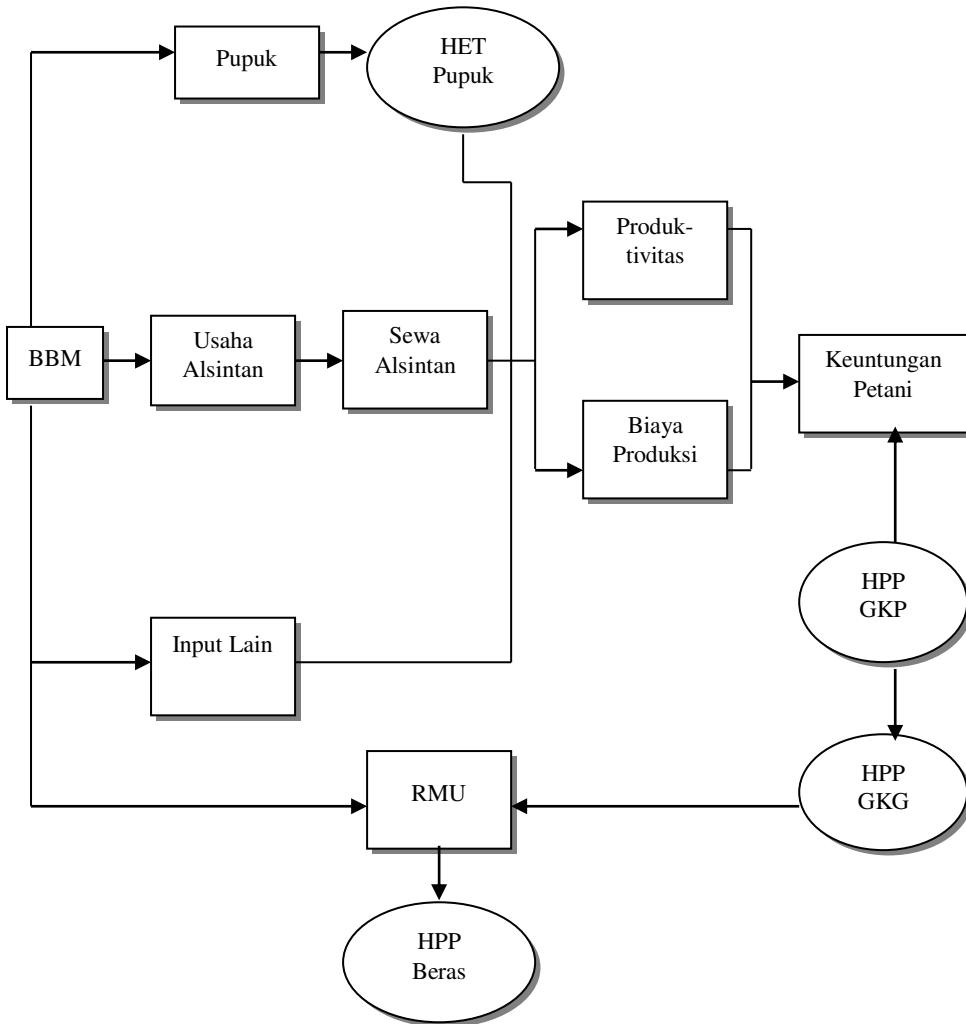 Pupuk
HET
Pupuk
Produk-
tivitas
BBM
Usaha
Alsintan
Sewa
Alsintan
Keuntungan
Petani
Biaya
Produksi
HPP
GKP
Input Lain
RMU
HPP
GKG
HPP
Beras